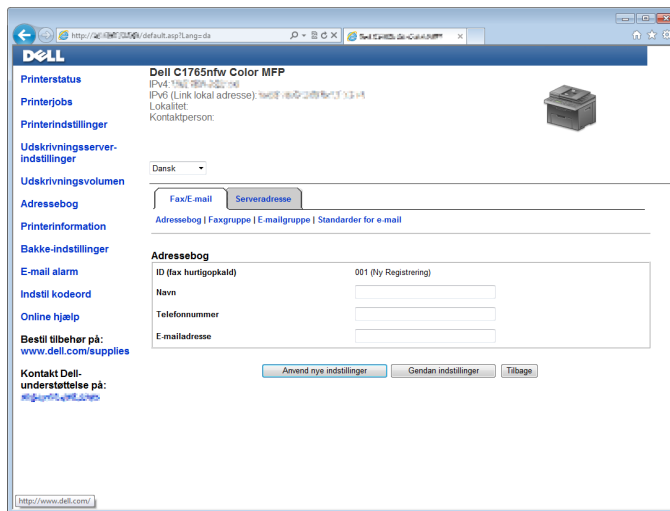 http://
/default.asp?Lang=da
DELL
Printerstatus
Printerjobs
Printerindstillinger
Udskrivningsserver-
indstillinger
Udskrivningsvolumen
Adressebog
Printerinformation
Bakke-indstillinger
E-mail alarm
Indstil kodeord
Online hjælp
Bestil tilbehør på:
www.dell.com/supplies
Kontakt Dell-
understøttelse på:
Dell C1765nfw Color MFP
IPv4:
IPv6 (Link lokal adresse):
Lokalitet:
Kontaktperson:
Dansk
Fax/E-mail
Serveradresse
Adressebog | Faxgruppe | E-mailgruppe | Standarder for e-mail
Adressebog
ID (fax hurtigopkald) 001 (Ny Registrering)
Navn
Telefonnummer
E-mailadresse
Anvend nye indstillinger
Gendan indstillinger
Tilbage
http://www.dell.com/